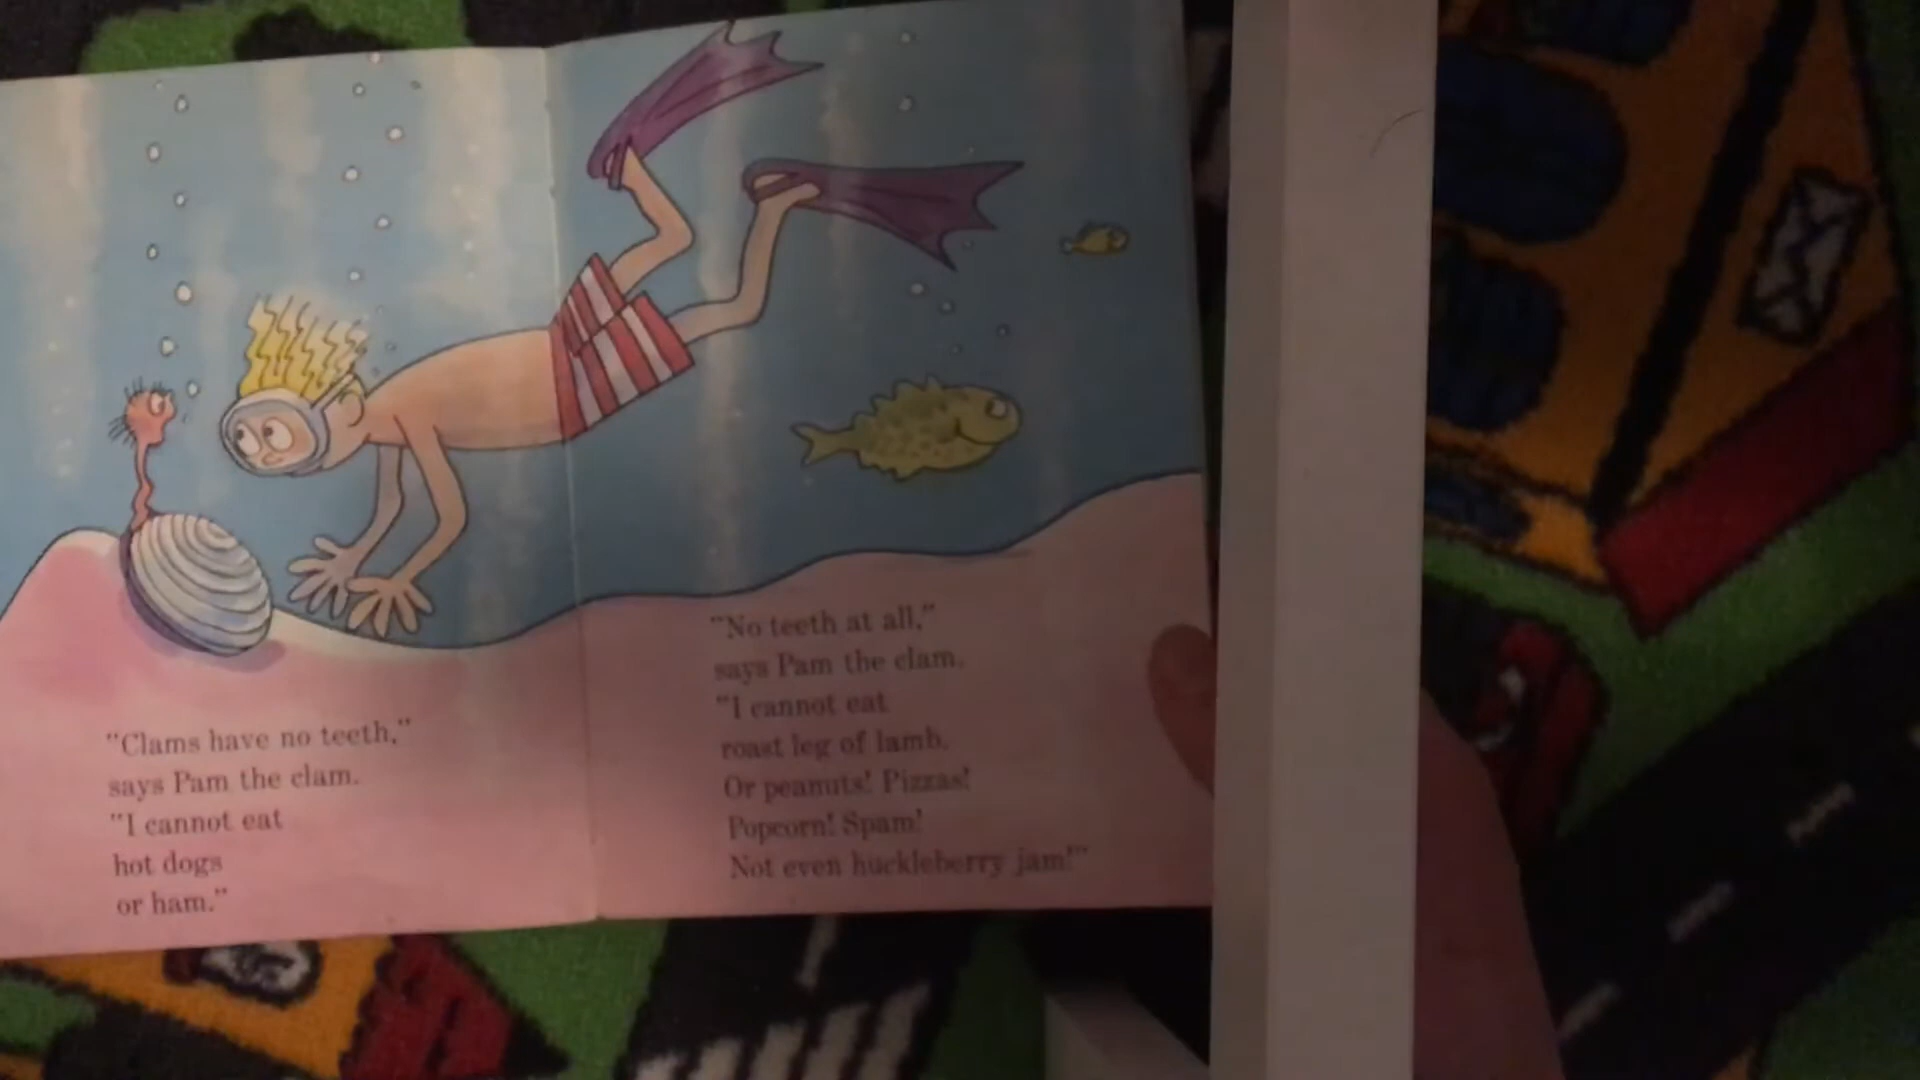 "Clams have no teeth,"
says Pam the clam.
"I cannot eat
hot dogs
or ham."
"No teeth at all,"
says Pam the clam.
"I cannot eat
roast leg of lamb.
Or peanuts! Pizzas!
Popcorn! Spam!
Not even huckleberry jam!"